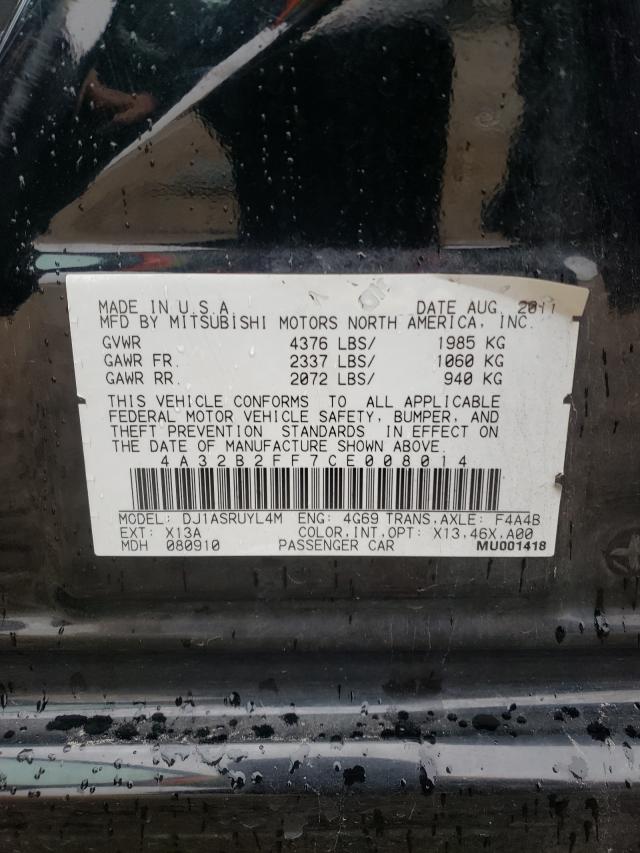 MADE IN U.S.A. DATE AUG. 2011
MFD BY MITSUBISHI MOTORS NORTH AMERICA, INC.
GVWR 4376 LBS/ 1985 KG
GAWR FR. 2337 LBS/ 1060 KG
GAWR RR. 2072 LBS/ 940 KG
THIS VEHICLE CONFORMS TO ALL APPLICABLE
FEDERAL MOTOR VEHICLE SAFETY, BUMPER, AND
THEFT PREVENTION STANDARDS IN EFFECT ON
THE DATE OF MANUFACTURE SHOWN ABOVE.
4A32B2FF7CE008014
MODEL: DJ1ASRUYL4M ENG: 4G69 TRANS.AXLE: F4A4B
EXT: X13A COLOR.INT.OPT: X13.46X.A00
MDH 080910 PASSENGER CAR MU001418